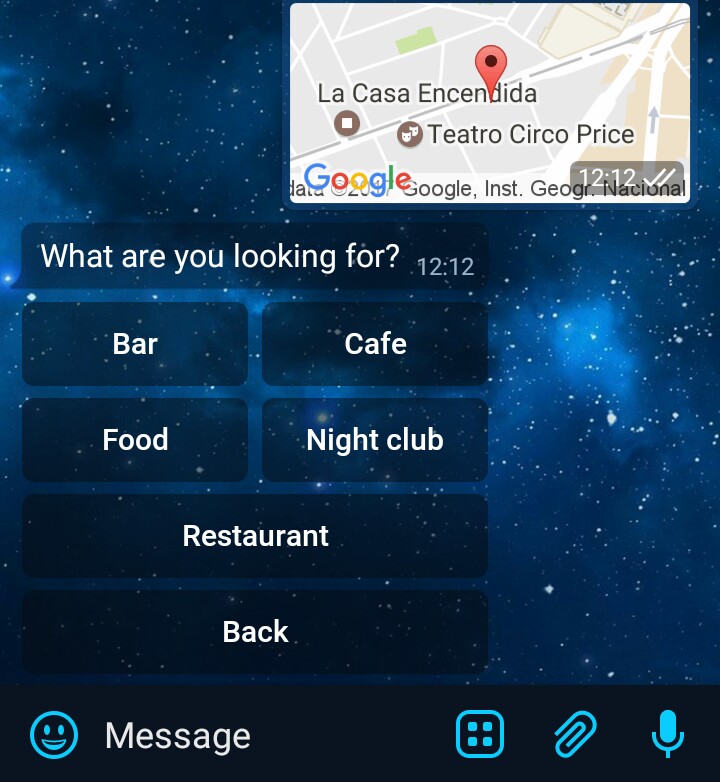 La Casa Encendida
Teatro Circo Price
Google
data ©2017 Google, Inst. Geogr. Nacional
12:12
What are you looking for? 12:12
Bar
Cafe
Food
Night club
Restaurant
Back
Message